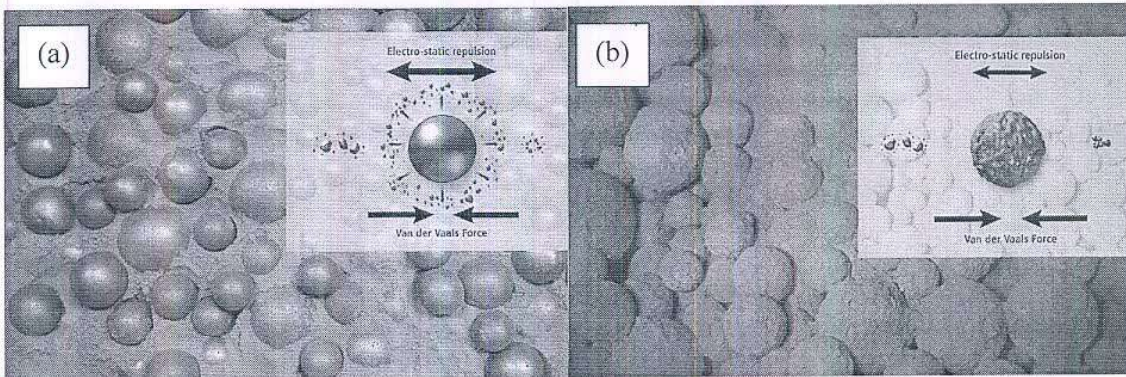 (a)
Electro-static repulsion
Van der Vaals Force
(b)
Electro-static repulsion
Van der Vaals Force